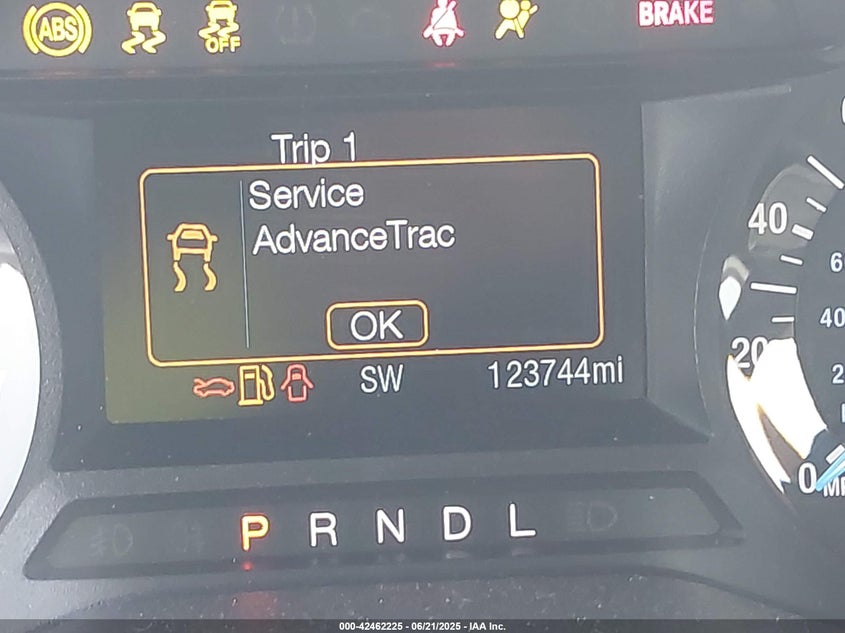 ABS OFF BRAKE
Trip 1
Service
AdvanceTrac
OK
SW 123744mi
40
20
0
P R N D L
000-42462225 - 06/21/2025 - IAA Inc.